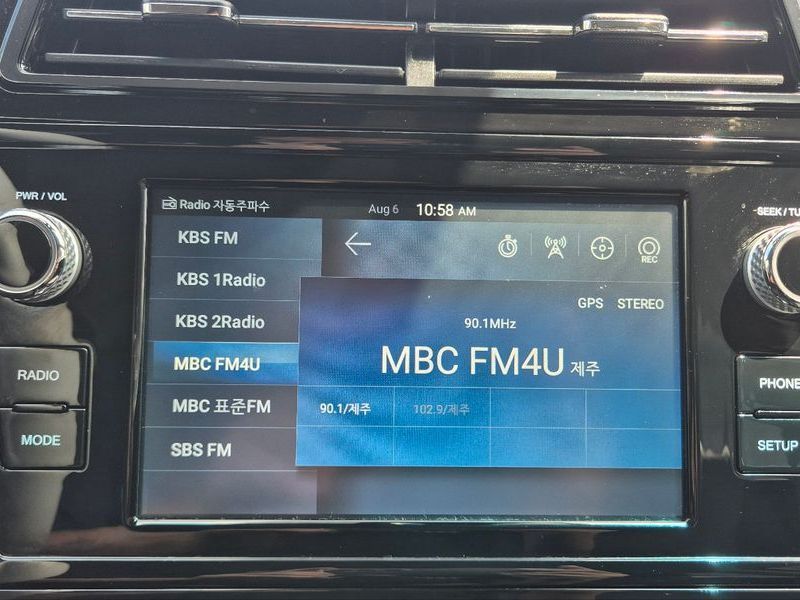 PWR / VOL
Radio 자동주파수
Aug 6 10:58 AM
SEEK / TU
KBS FM
KBS 1Radio
KBS 2Radio
MBC FM4U
MBC 표준FM
SBS FM
REC
GPS STEREO
90.1MHz
MBC FM4U 제주
90.1/제주 102.9/제주
RADIO
MODE
PHONE
SETUP